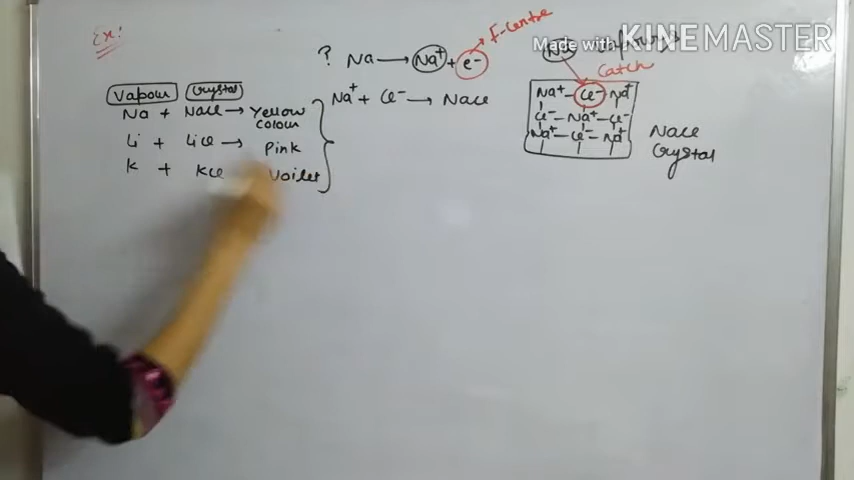 Ex:
? Na → Na⁺ + e⁻ F-centre
Na⁺ + Cl⁻ → NaCl
Vapour Crystal
Na + NaCl → Yellow
Colour
Li + LiCl → Pink
K + KCl Voilet
Made with KINEMASTER
Catch
Na⁺ — Cl⁻ — Na⁺
Cl⁻ — Na⁺ — Cl⁻
Na⁺ — Cl⁻ — Na⁺
NaCl
Crystal